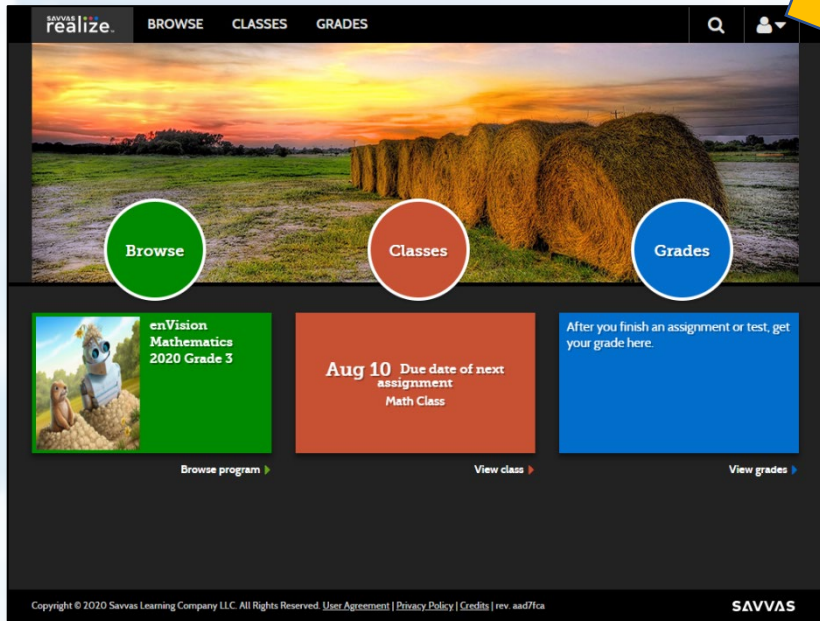 SAVVAS
realize. BROWSE CLASSES GRADES
Browse
Classes
Grades
enVision
Mathematics
2020 Grade 3
Browse program
Aug 10 Due date of next
assignment
Math Class
View class
After you finish an assignment or test, get
your grade here.
View grades
Copyright © 2020 Savvas Learning Company LLC. All Rights Reserved. User Agreement | Privacy Policy | Credits | rev. aad7fca
SAVVAS